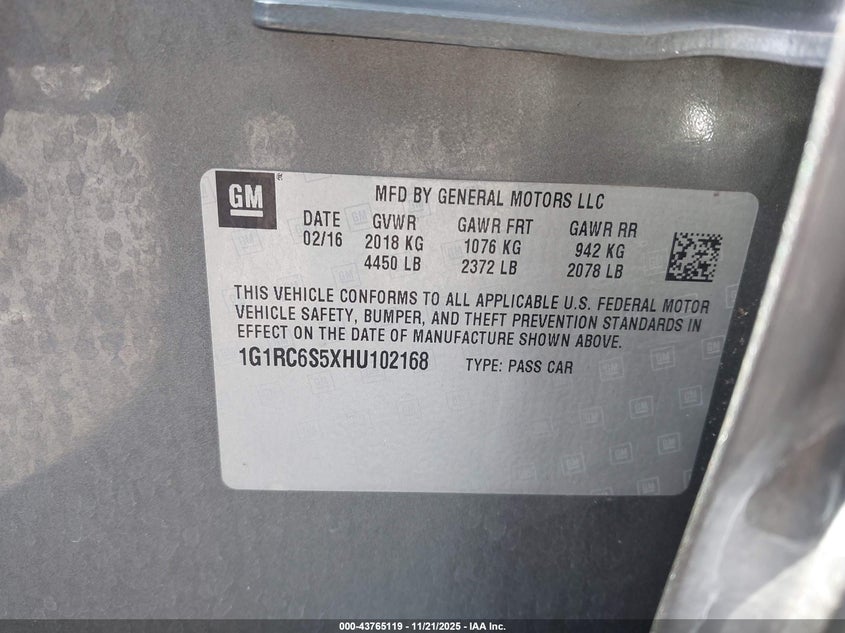 GM
MFD BY GENERAL MOTORS LLC
DATE GVWR GAWR FRT GAWR RR
02/16 2018 KG 1076 KG 942 KG
4450 LB 2372 LB 2078 LB
THIS VEHICLE CONFORMS TO ALL APPLICABLE U.S. FEDERAL MOTOR
VEHICLE SAFETY, BUMPER, AND THEFT PREVENTION STANDARDS IN
EFFECT ON THE DATE OF MANUFACTURE SHOWN ABOVE.
1G1RC6S5XHU102168 TYPE: PASS CAR
000-43765119 - 11/21/2025 - IAA Inc.